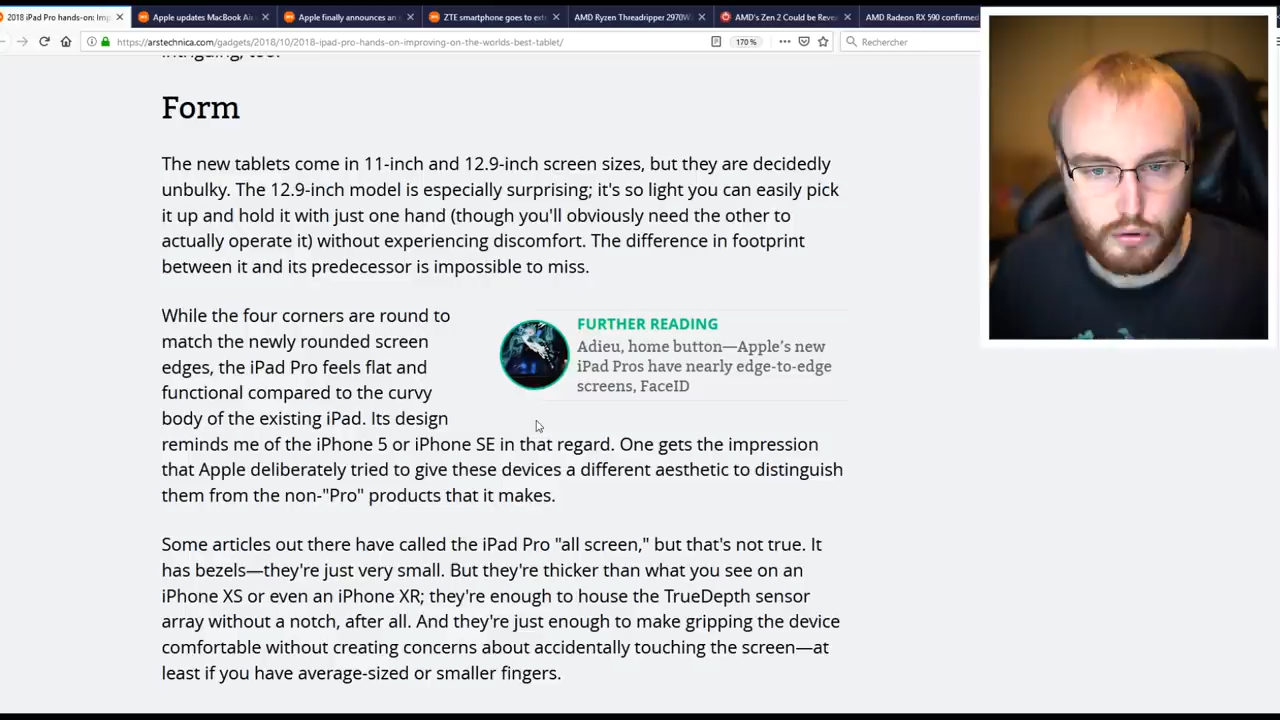 2018 iPad Pro hands-on: Imp
Apple updates MacBook Ai
Apple finally announces an
ZTE smartphone goes to ext
AMD Ryzen Threadripper 2970W
AMD's Zen 2 Could be Reve
AMD Radeon RX 590 confirmed
https://arstechnica.com/gadgets/2018/10/2018-ipad-pro-hands-on-improving-on-the-worlds-best-tablet/
170 %
Rechercher
intriguing, too.
Form
The new tablets come in 11-inch and 12.9-inch screen sizes, but they are decidedly
unbulky. The 12.9-inch model is especially surprising; it's so light you can easily pick
it up and hold it with just one hand (though you'll obviously need the other to
actually operate it) without experiencing discomfort. The difference in footprint
between it and its predecessor is impossible to miss.
While the four corners are round to
match the newly rounded screen
edges, the iPad Pro feels flat and
functional compared to the curvy
body of the existing iPad. Its design
reminds me of the iPhone 5 or iPhone SE in that regard. One gets the impression
that Apple deliberately tried to give these devices a different aesthetic to distinguish
them from the non-"Pro" products that it makes.
FURTHER READING
Adieu, home button—Apple's new
iPad Pros have nearly edge-to-edge
screens, FaceID
Some articles out there have called the iPad Pro "all screen," but that's not true. It
has bezels—they're just very small. But they're thicker than what you see on an
iPhone XS or even an iPhone XR; they're enough to house the TrueDepth sensor
array without a notch, after all. And they're just enough to make gripping the device
comfortable without creating concerns about accidentally touching the screen—at
least if you have average-sized or smaller fingers.